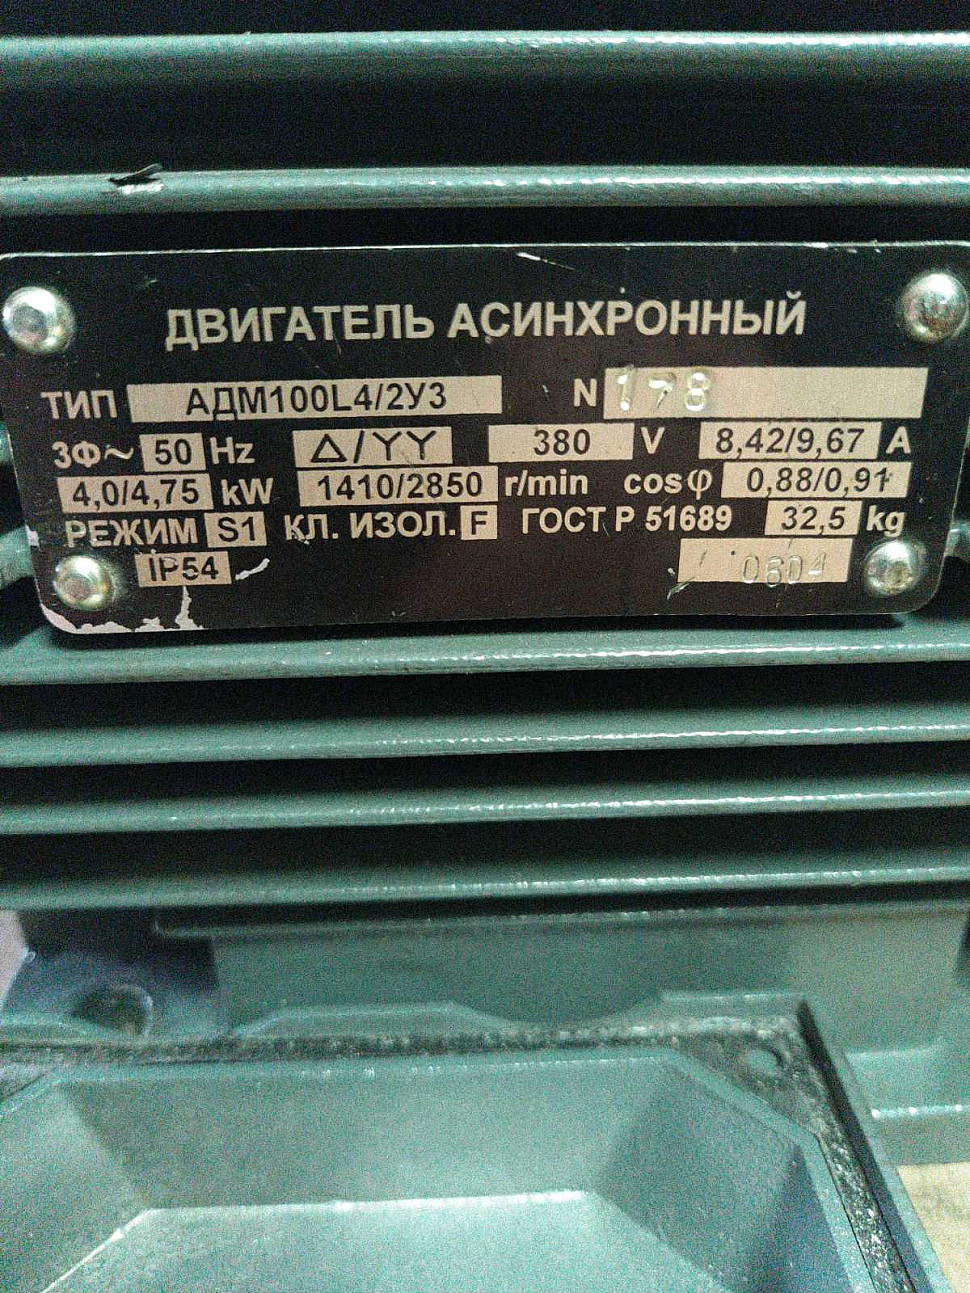 ДВИГАТЕЛЬ АСИНХРОННЫЙ
ТИП АДМ100L4/2У3 N 178
3Ф~ 50 Hz △/YY 380 V 8,42/9,67 A
4,0/4,75 kW 1410/2850 r/min cosφ 0,88/0,91
РЕЖИМ S1 КЛ. ИЗОЛ. F ГОСТ Р 51689 32,5 kg
IP54 0604